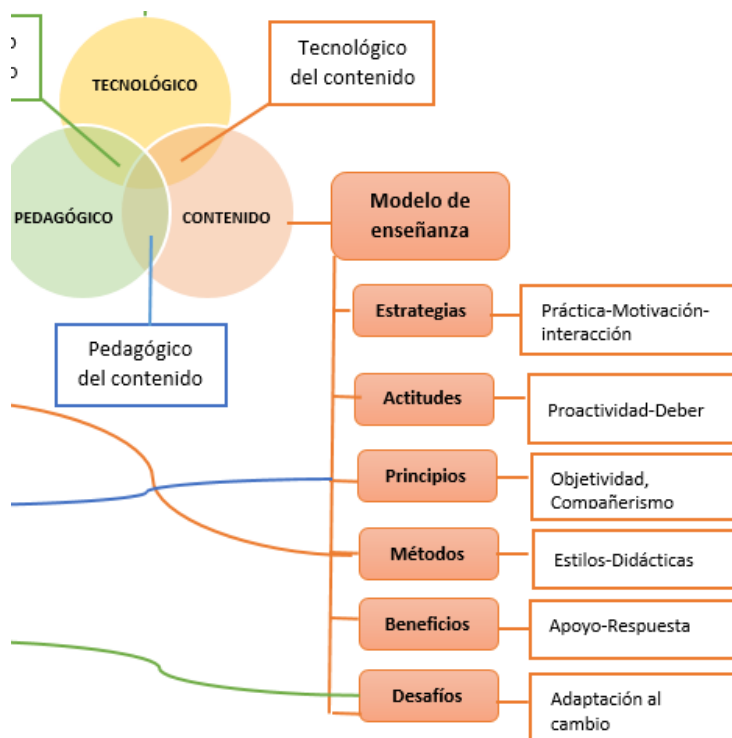 o
o
TECNOLÓGICO
Tecnológico
del contenido
PEDAGÓGICO
CONTENIDO
Modelo de
enseñanza
Pedagógico
del contenido
Estrategias
Práctica-Motivación-
interacción
Actitudes
Proactividad-Deber
Principios
Objetividad,
Compañerismo
Métodos
Estilos-Didácticas
Beneficios
Apoyo-Respuesta
Desafíos
Adaptación al
cambio